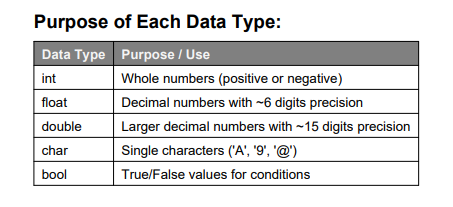 Purpose of Each Data Type:
Data Type Purpose / Use
int Whole numbers (positive or negative)
float Decimal numbers with ~6 digits precision
double Larger decimal numbers with ~15 digits precision
char Single characters ('A', '9', '@')
bool True/False values for conditions